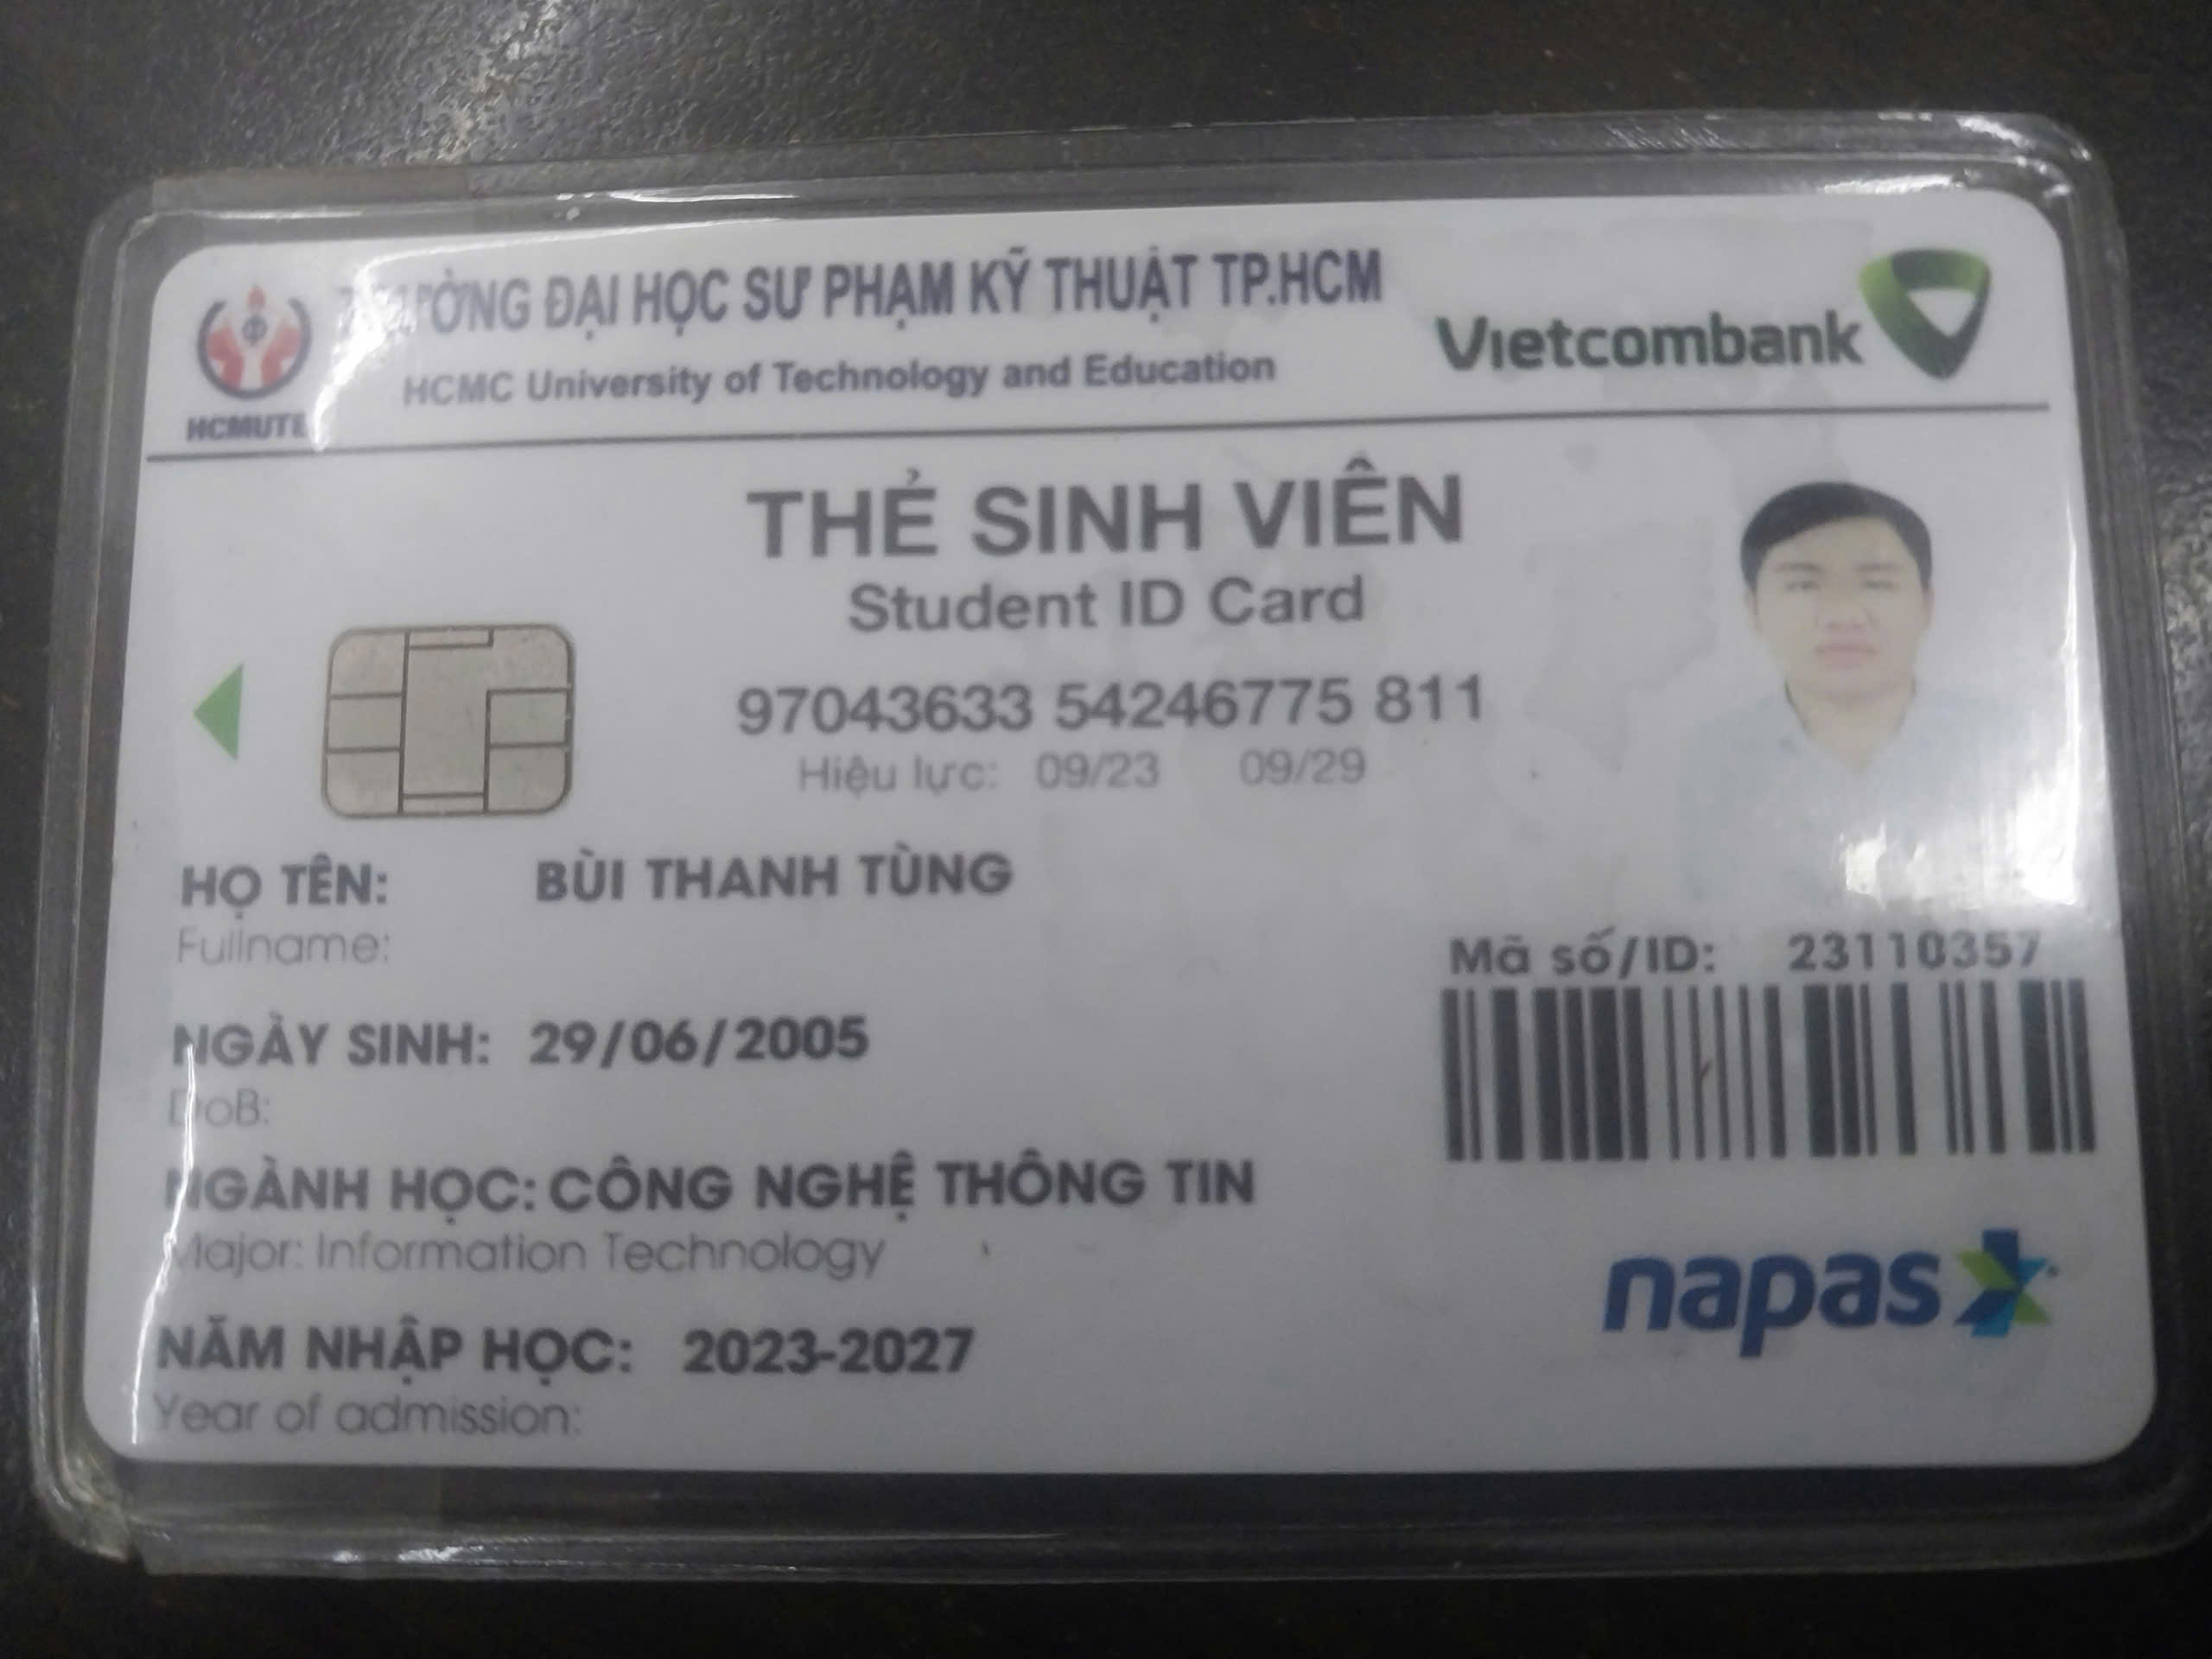 TRƯỜNG ĐẠI HỌC SƯ PHẠM KỸ THUẬT TP.HCM
HCMC University of Technology and Education
HCMUTE
Vietcombank
THẺ SINH VIÊN
Student ID Card
97043633 54246775 811
Hiệu lực: 09/23 09/29
HỌ TÊN: BÙI THANH TÙNG
Fullname:
Mã số/ID: 23110357
NGÀY SINH: 29/06/2005
DoB:
NGÀNH HỌC: CÔNG NGHỆ THÔNG TIN
Major: Information Technology
NĂM NHẬP HỌC: 2023-2027
Year of admission:
napas